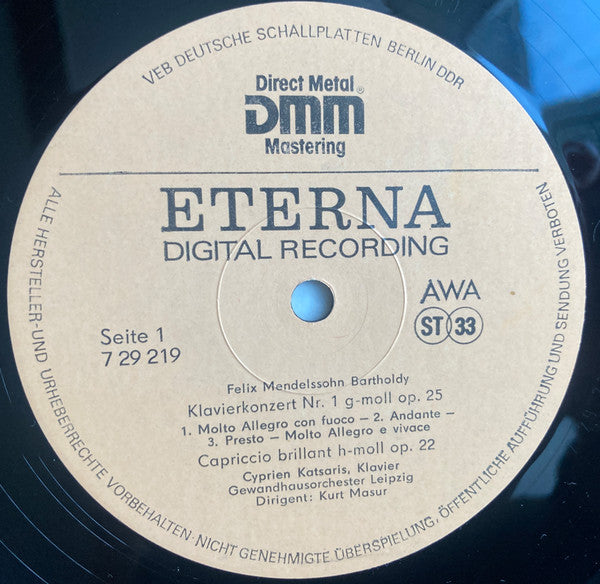 VEB DEUTSCHE SCHALLPLATTEN BERLIN DDR
Direct Metal
DMM®
Mastering
ETERNA
DIGITAL RECORDING
AWA
ST 33
Seite 1
7 29 219
Felix Mendelssohn Bartholdy
Klavierkonzert Nr. 1 g-moll op. 25
1. Molto Allegro con fuoco – 2. Andante –
3. Presto – Molto Allegro e vivace
Capriccio brillant h-moll op. 22
Cyprien Katsaris, Klavier
Gewandhausorchester Leipzig
Dirigent: Kurt Masur
ALLE HERSTELLER- UND URHEBERRECHTE VORBEHALTEN · NICHT GENEHMIGTE ÜBERSPIELUNG, ÖFFENTLICHE AUFFÜHRUNG UND SENDUNG VERBOTEN